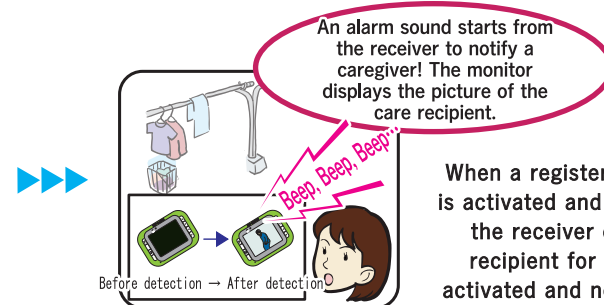 An alarm sound starts from
the receiver to notify a
caregiver! The monitor
displays the picture of the
care recipient.
Beep, Beep, Beep…
Before detection → After detection
When a register
is activated and
the receiver
recipient for
activated and